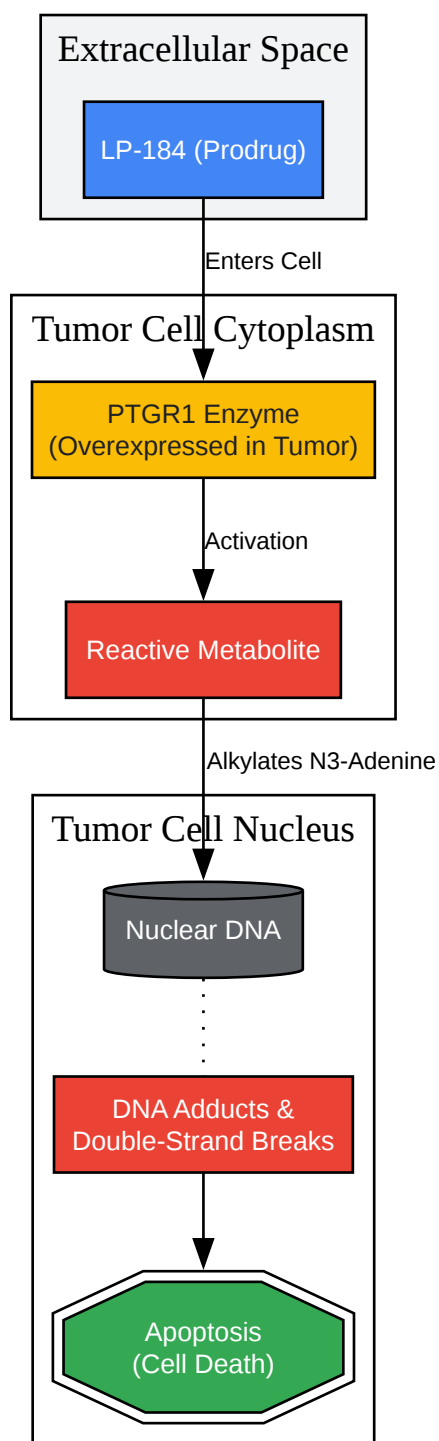 Extracellular Space
LP-184 (Prodrug)
Enters Cell
Tumor Cell Cytoplasm
PTGR1 Enzyme
(Overexpressed in Tumor)
Activation
Reactive Metabolite
Alkylates N3-Adenine
Tumor Cell Nucleus
Nuclear DNA
DNA Adducts &
Double-Strand Breaks
Apoptosis
(Cell Death)